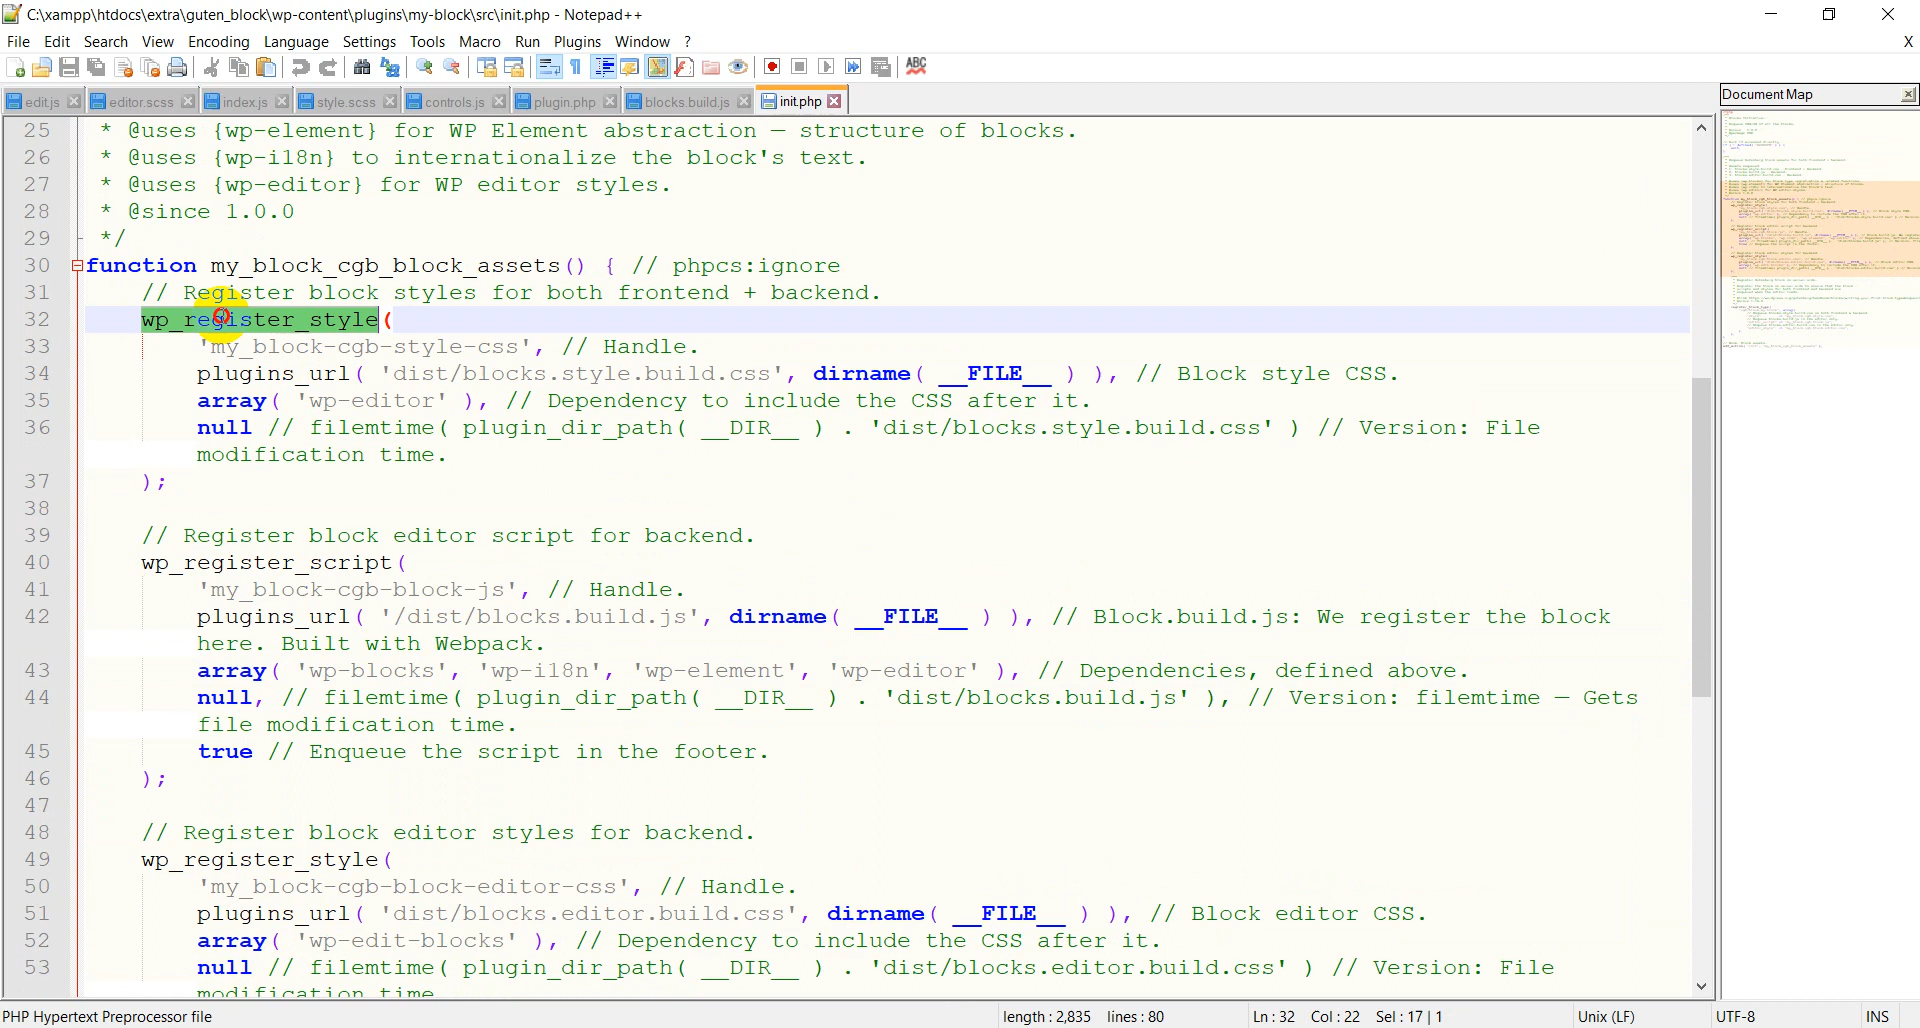 C:\xampp\htdocs\extra\guten_block\wp-content\plugins\my-block\src\init.php - Notepad++
File Edit Search View Encoding Language Settings Tools Macro Run Plugins Window ? X
ABC
edit.js editor.scss index.js style.scss controls.js plugin.php blocks.build.js init.php
Document Map
25 * @uses {wp-element} for WP Element abstraction — structure of blocks.
26 * @uses {wp-i18n} to internationalize the block's text.
27 * @uses {wp-editor} for WP editor styles.
28 * @since 1.0.0
29 */
30 function my_block_cgb_block_assets() { // phpcs:ignore
31 // Register block styles for both frontend + backend.
32 wp_register_style(
33 'my_block-cgb-style-css', // Handle.
34 plugins_url( 'dist/blocks.style.build.css', dirname( __FILE__ ) ), // Block style CSS.
35 array( 'wp-editor' ), // Dependency to include the CSS after it.
36 null // filemtime( plugin_dir_path( __DIR__ ) . 'dist/blocks.style.build.css' ) // Version: File
modification time.
37 );
38
39 // Register block editor script for backend.
40 wp_register_script(
41 'my_block-cgb-block-js', // Handle.
42 plugins_url( '/dist/blocks.build.js', dirname( __FILE__ ) ), // Block.build.js: We register the block
here. Built with Webpack.
43 array( 'wp-blocks', 'wp-i18n', 'wp-element', 'wp-editor' ), // Dependencies, defined above.
44 null, // filemtime( plugin_dir_path( __DIR__ ) . 'dist/blocks.build.js' ), // Version: filemtime — Gets
file modification time.
45 true // Enqueue the script in the footer.
46 );
47
48 // Register block editor styles for backend.
49 wp_register_style(
50 'my_block-cgb-block-editor-css', // Handle.
51 plugins_url( 'dist/blocks.editor.build.css', dirname( __FILE__ ) ), // Block editor CSS.
52 array( 'wp-edit-blocks' ), // Dependency to include the CSS after it.
53 null // filemtime( plugin_dir_path( __DIR__ ) . 'dist/blocks.editor.build.css' ) // Version: File
modification time
PHP Hypertext Preprocessor file length : 2,835 lines : 80 Ln : 32 Col : 22 Sel : 17 | 1 Unix (LF) UTF-8 INS